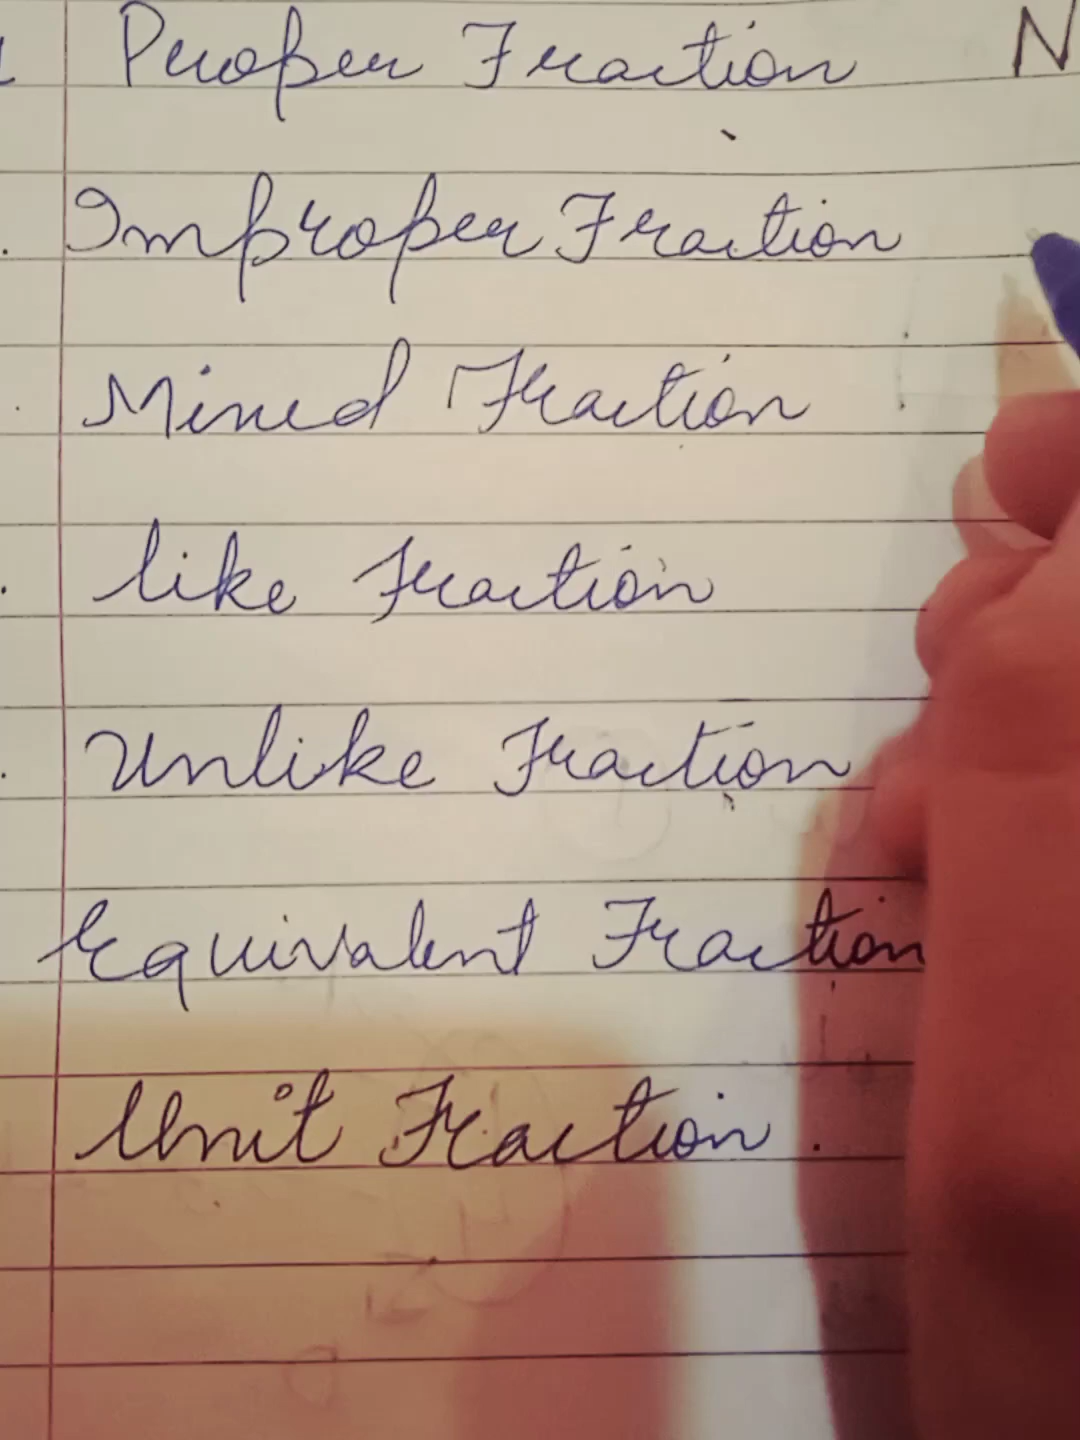 Proper Fraction N
Improper Fraction
Mixed Fraction
like Fraction
Unlike Fraction
Equivalent Fraction
Unit Fraction.